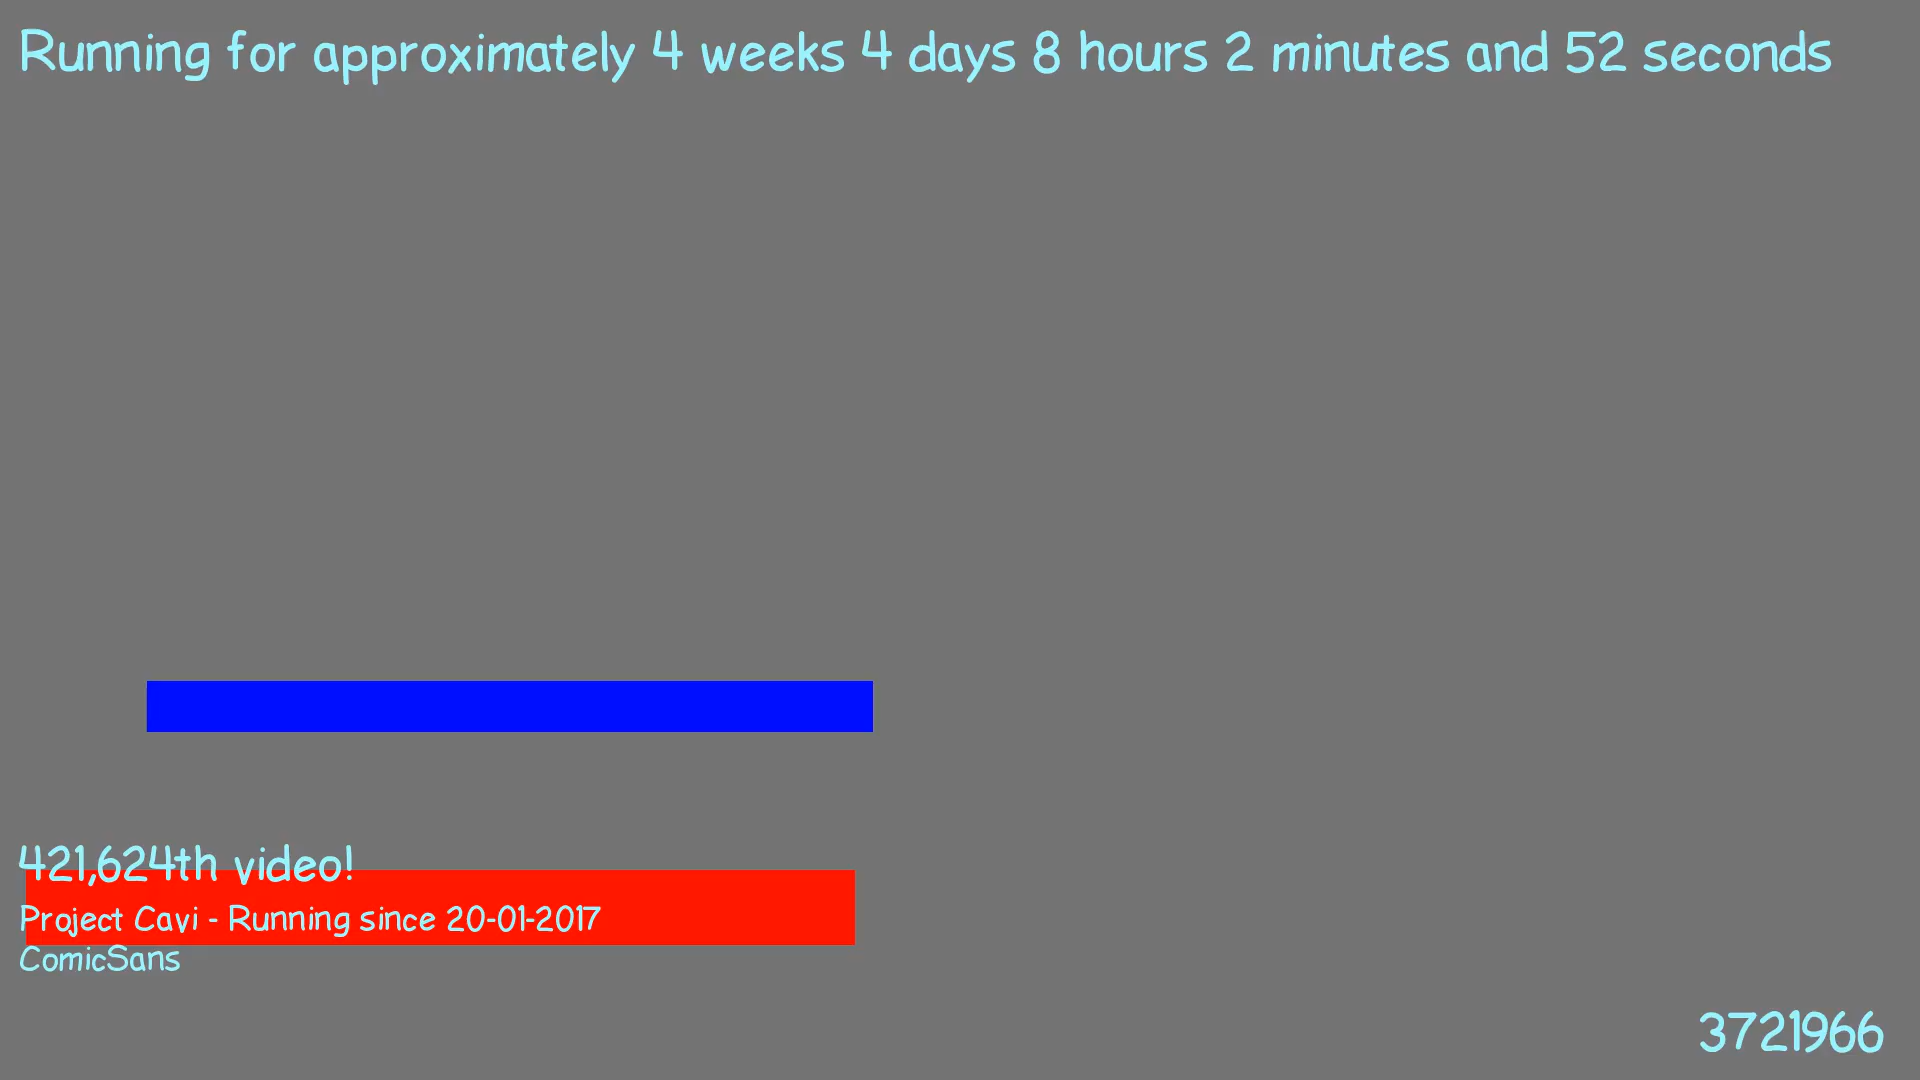 Running for approximately 4 weeks 4 days 8 hours 2 minutes and 52 seconds
421,624th video!
Project Cavi - Running since 20-01-2017
ComicSans
3721966